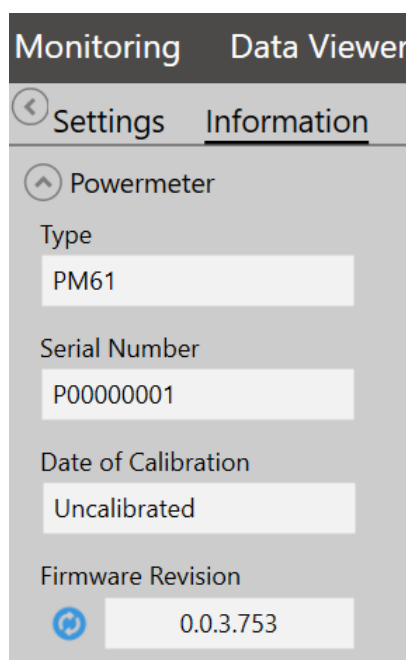 Monitoring Data Viewer
Settings Information
Powermeter
Type
PM61
Serial Number
P00000001
Date of Calibration
Uncalibrated
Firmware Revision
0.0.3.753